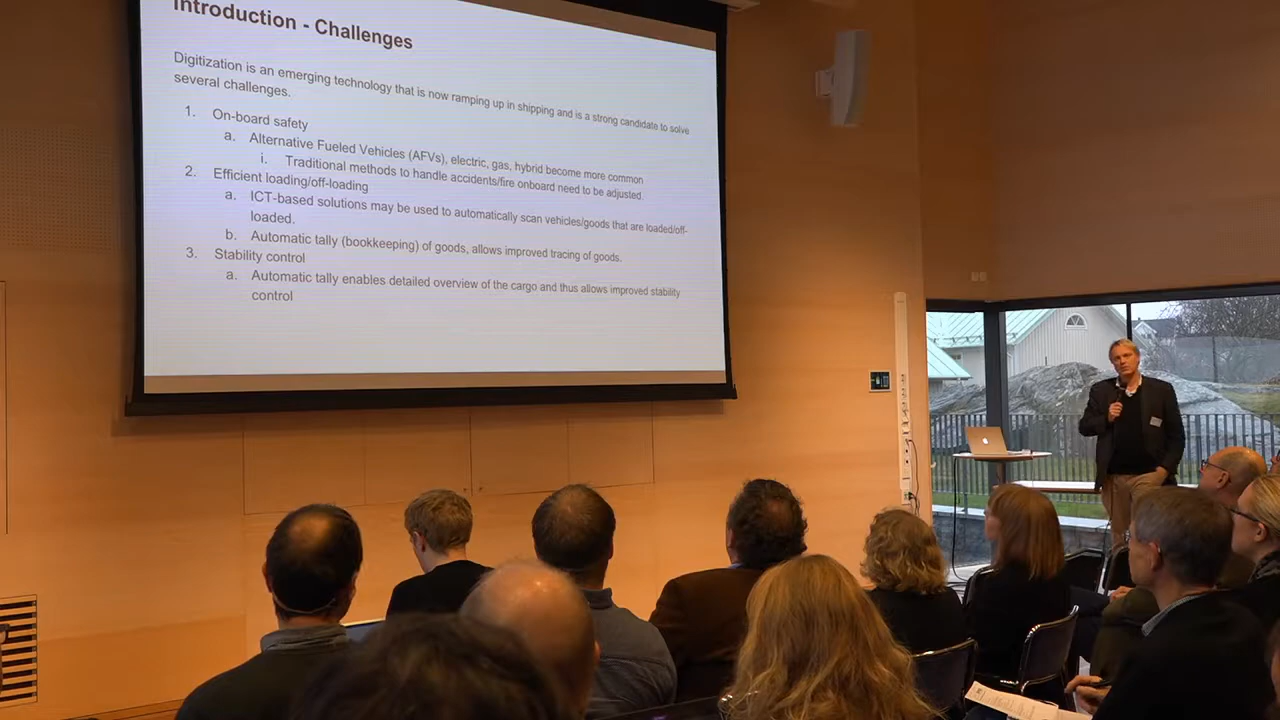 Introduction - Challenges
Digitization is an emerging technology that is now ramping up in shipping and is a strong candidate to solve
several challenges.
1. On-board safety
a. Alternative Fueled Vehicles (AFVs), electric, gas, hybrid become more common
i. Traditional methods to handle accidents/fire onboard need to be adjusted.
2. Efficient loading/off-loading
a. ICT-based solutions may be used to automatically scan vehicles/goods that are loaded/off-
loaded.
b. Automatic tally (bookkeeping) of goods, allows improved tracing of goods.
3. Stability control
a. Automatic tally enables detailed overview of the cargo and thus allows improved stability
control